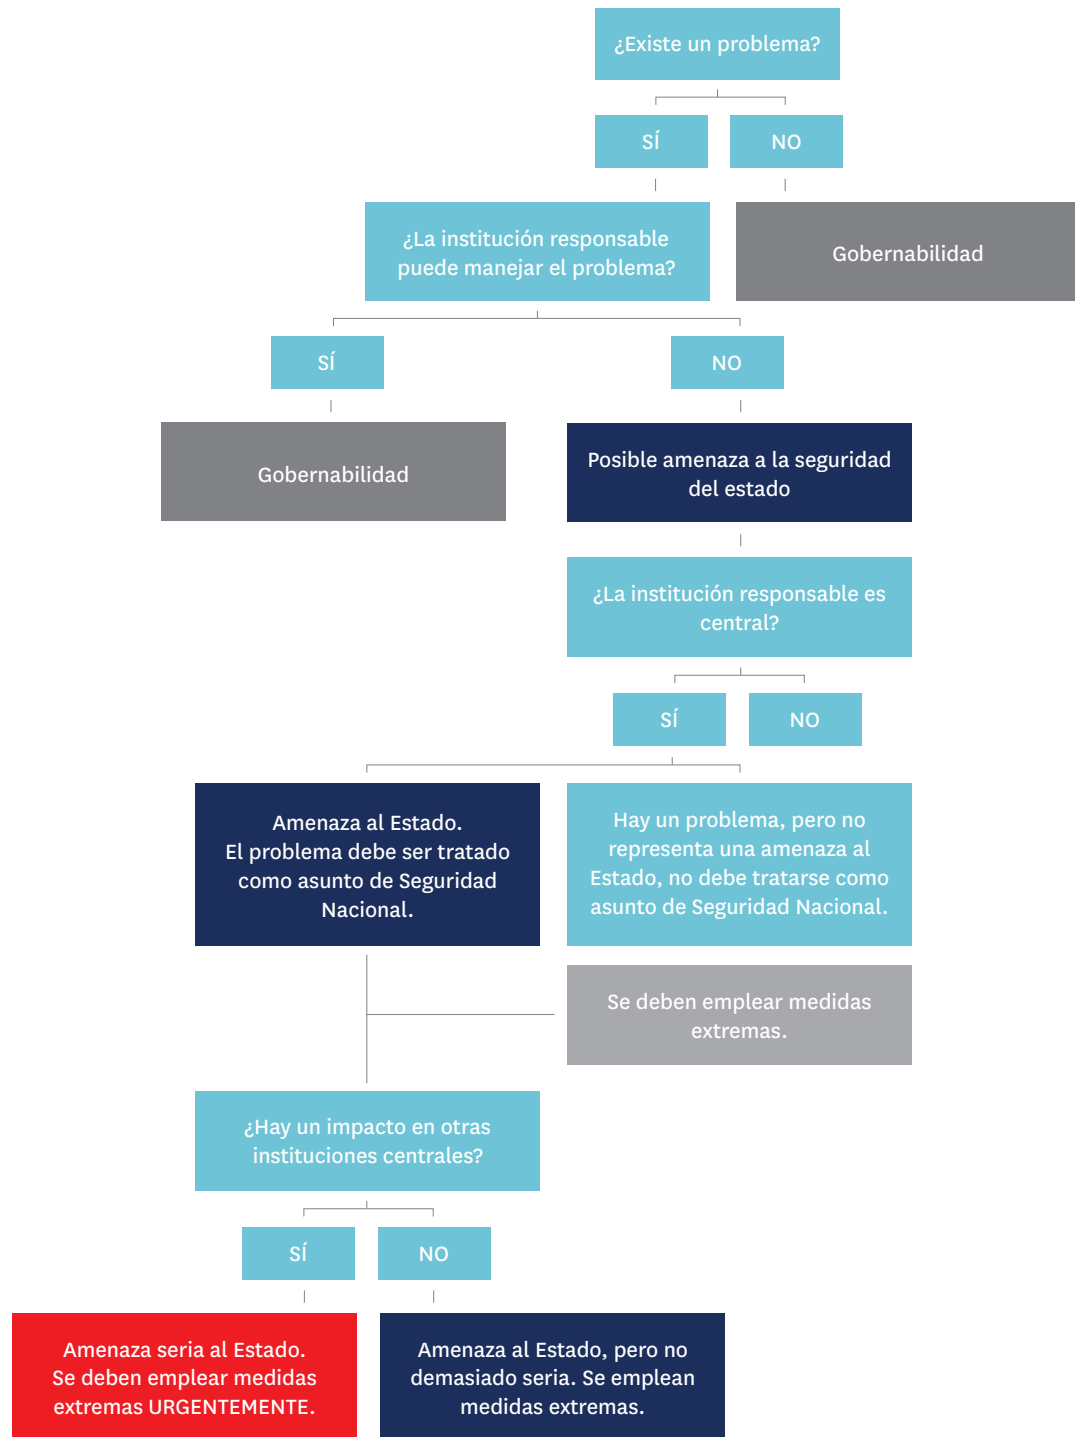 ¿Existe un problema?
SÍ
NO
¿La institución responsable
puede manejar el problema?
Gobernabilidad
SÍ
NO
Gobernabilidad
Posible amenaza a la seguridad
del estado
¿La institución responsable es
central?
SÍ
NO
Amenaza al Estado.
El problema debe ser tratado
como asunto de Seguridad
Nacional.
Hay un problema, pero no
representa una amenaza al
Estado, no debe tratarse como
asunto de Seguridad Nacional.
Se deben emplear medidas
extremas.
¿Hay un impacto en otras
instituciones centrales?
SÍ
NO
Amenaza seria al Estado.
Se deben emplear medidas
extremas URGENTEMENTE.
Amenaza al Estado, pero no
demasiado seria. Se emplean
medidas extremas.